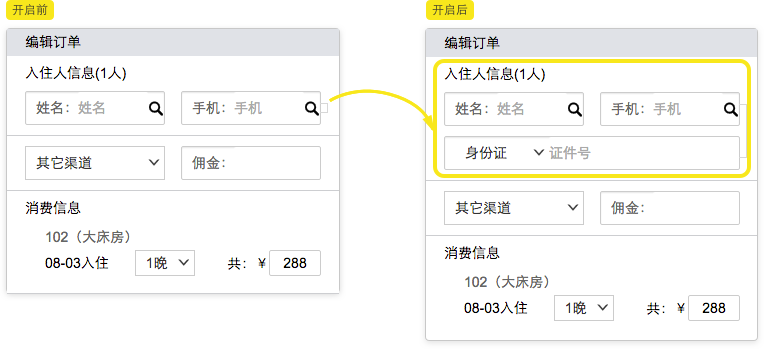 开启前
编辑订单
入住人信息(1人)
姓名：姓名 手机：手机
其它渠道 佣金：
消费信息
102（大床房）
08-03入住 1晚 共：￥ 288
开启后
编辑订单
入住人信息(1人)
姓名：姓名 手机：手机
身份证 证件号
其它渠道 佣金：
消费信息
102（大床房）
08-03入住 1晚 共：￥ 288